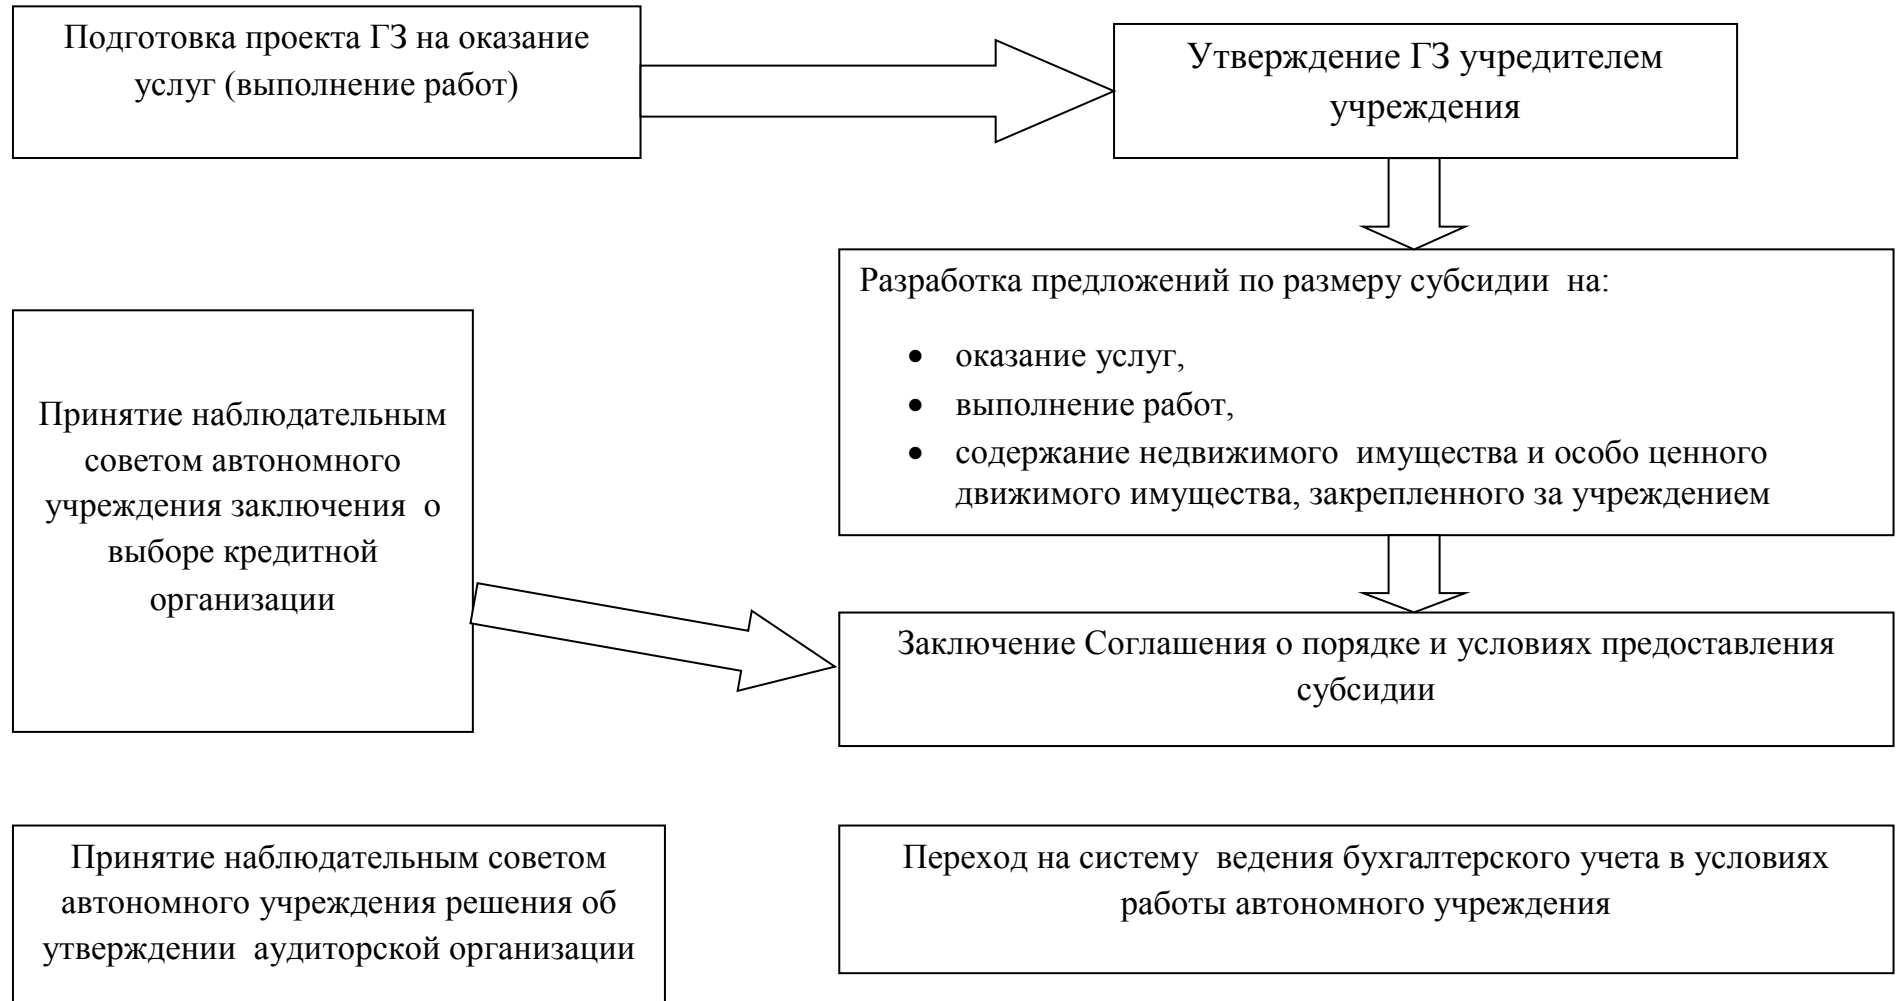 Подготовка проекта ГЗ на оказание
услуг (выполнение работ)
Утверждение ГЗ учредителем
учреждения
Разработка предложений по размеру субсидии на:
• оказание услуг,
• выполнение работ,
• содержание недвижимого имущества и особо ценного
движимого имущества, закрепленного за учреждением
Принятие наблюдательным
советом автономного
учреждения заключения о
выборе кредитной
организации
Заключение Соглашения о порядке и условиях предоставления
субсидии
Принятие наблюдательным советом
автономного учреждения решения об
утверждении аудиторской организации
Переход на систему ведения бухгалтерского учета в условиях
работы автономного учреждения